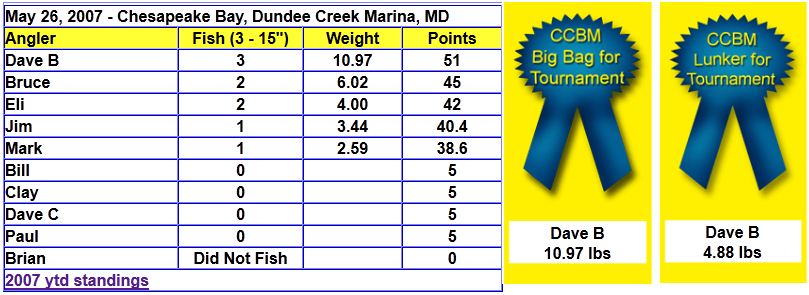 May 26, 2007 - Chesapeake Bay, Dundee Creek Marina, MD
Angler Fish (3 - 15") Weight Points
Dave B 3 10.97 51
Bruce 2 6.02 45
Eli 2 4.00 42
Jim 1 3.44 40.4
Mark 1 2.59 38.6
Bill 0 5
Clay 0 5
Dave C 0 5
Paul 0 5
Brian Did Not Fish 0
2007 ytd standings
CCBM
Big Bag for
Tournament
Dave B
10.97 lbs
CCBM
Lunker for
Tournament
Dave B
4.88 lbs